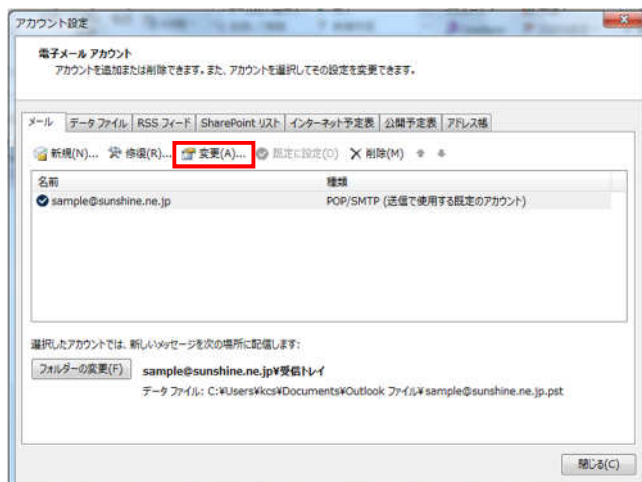 アカウント設定
電子メール アカウント
アカウントを追加または削除できます。また、アカウントを選択してその設定を変更できます。
メール データ ファイル RSS フィード SharePoint リスト インターネット予定表 公開予定表 アドレス帳
新規(N)... 修復(R)... 変更(A)... 既定に設定(D) 削除(M)
名前 種類
sample@sunshine.ne.jp POP/SMTP (送信で使用する既定のアカウント)
選択したアカウントでは、新しいメッセージを次の場所に配信します:
フォルダーの変更(F) sample@sunshine.ne.jp¥受信トレイ
データ ファイル: C:¥Users¥kcs¥Documents¥Outlook ファイル¥sample@sunshine.ne.jp.pst
閉じる(C)